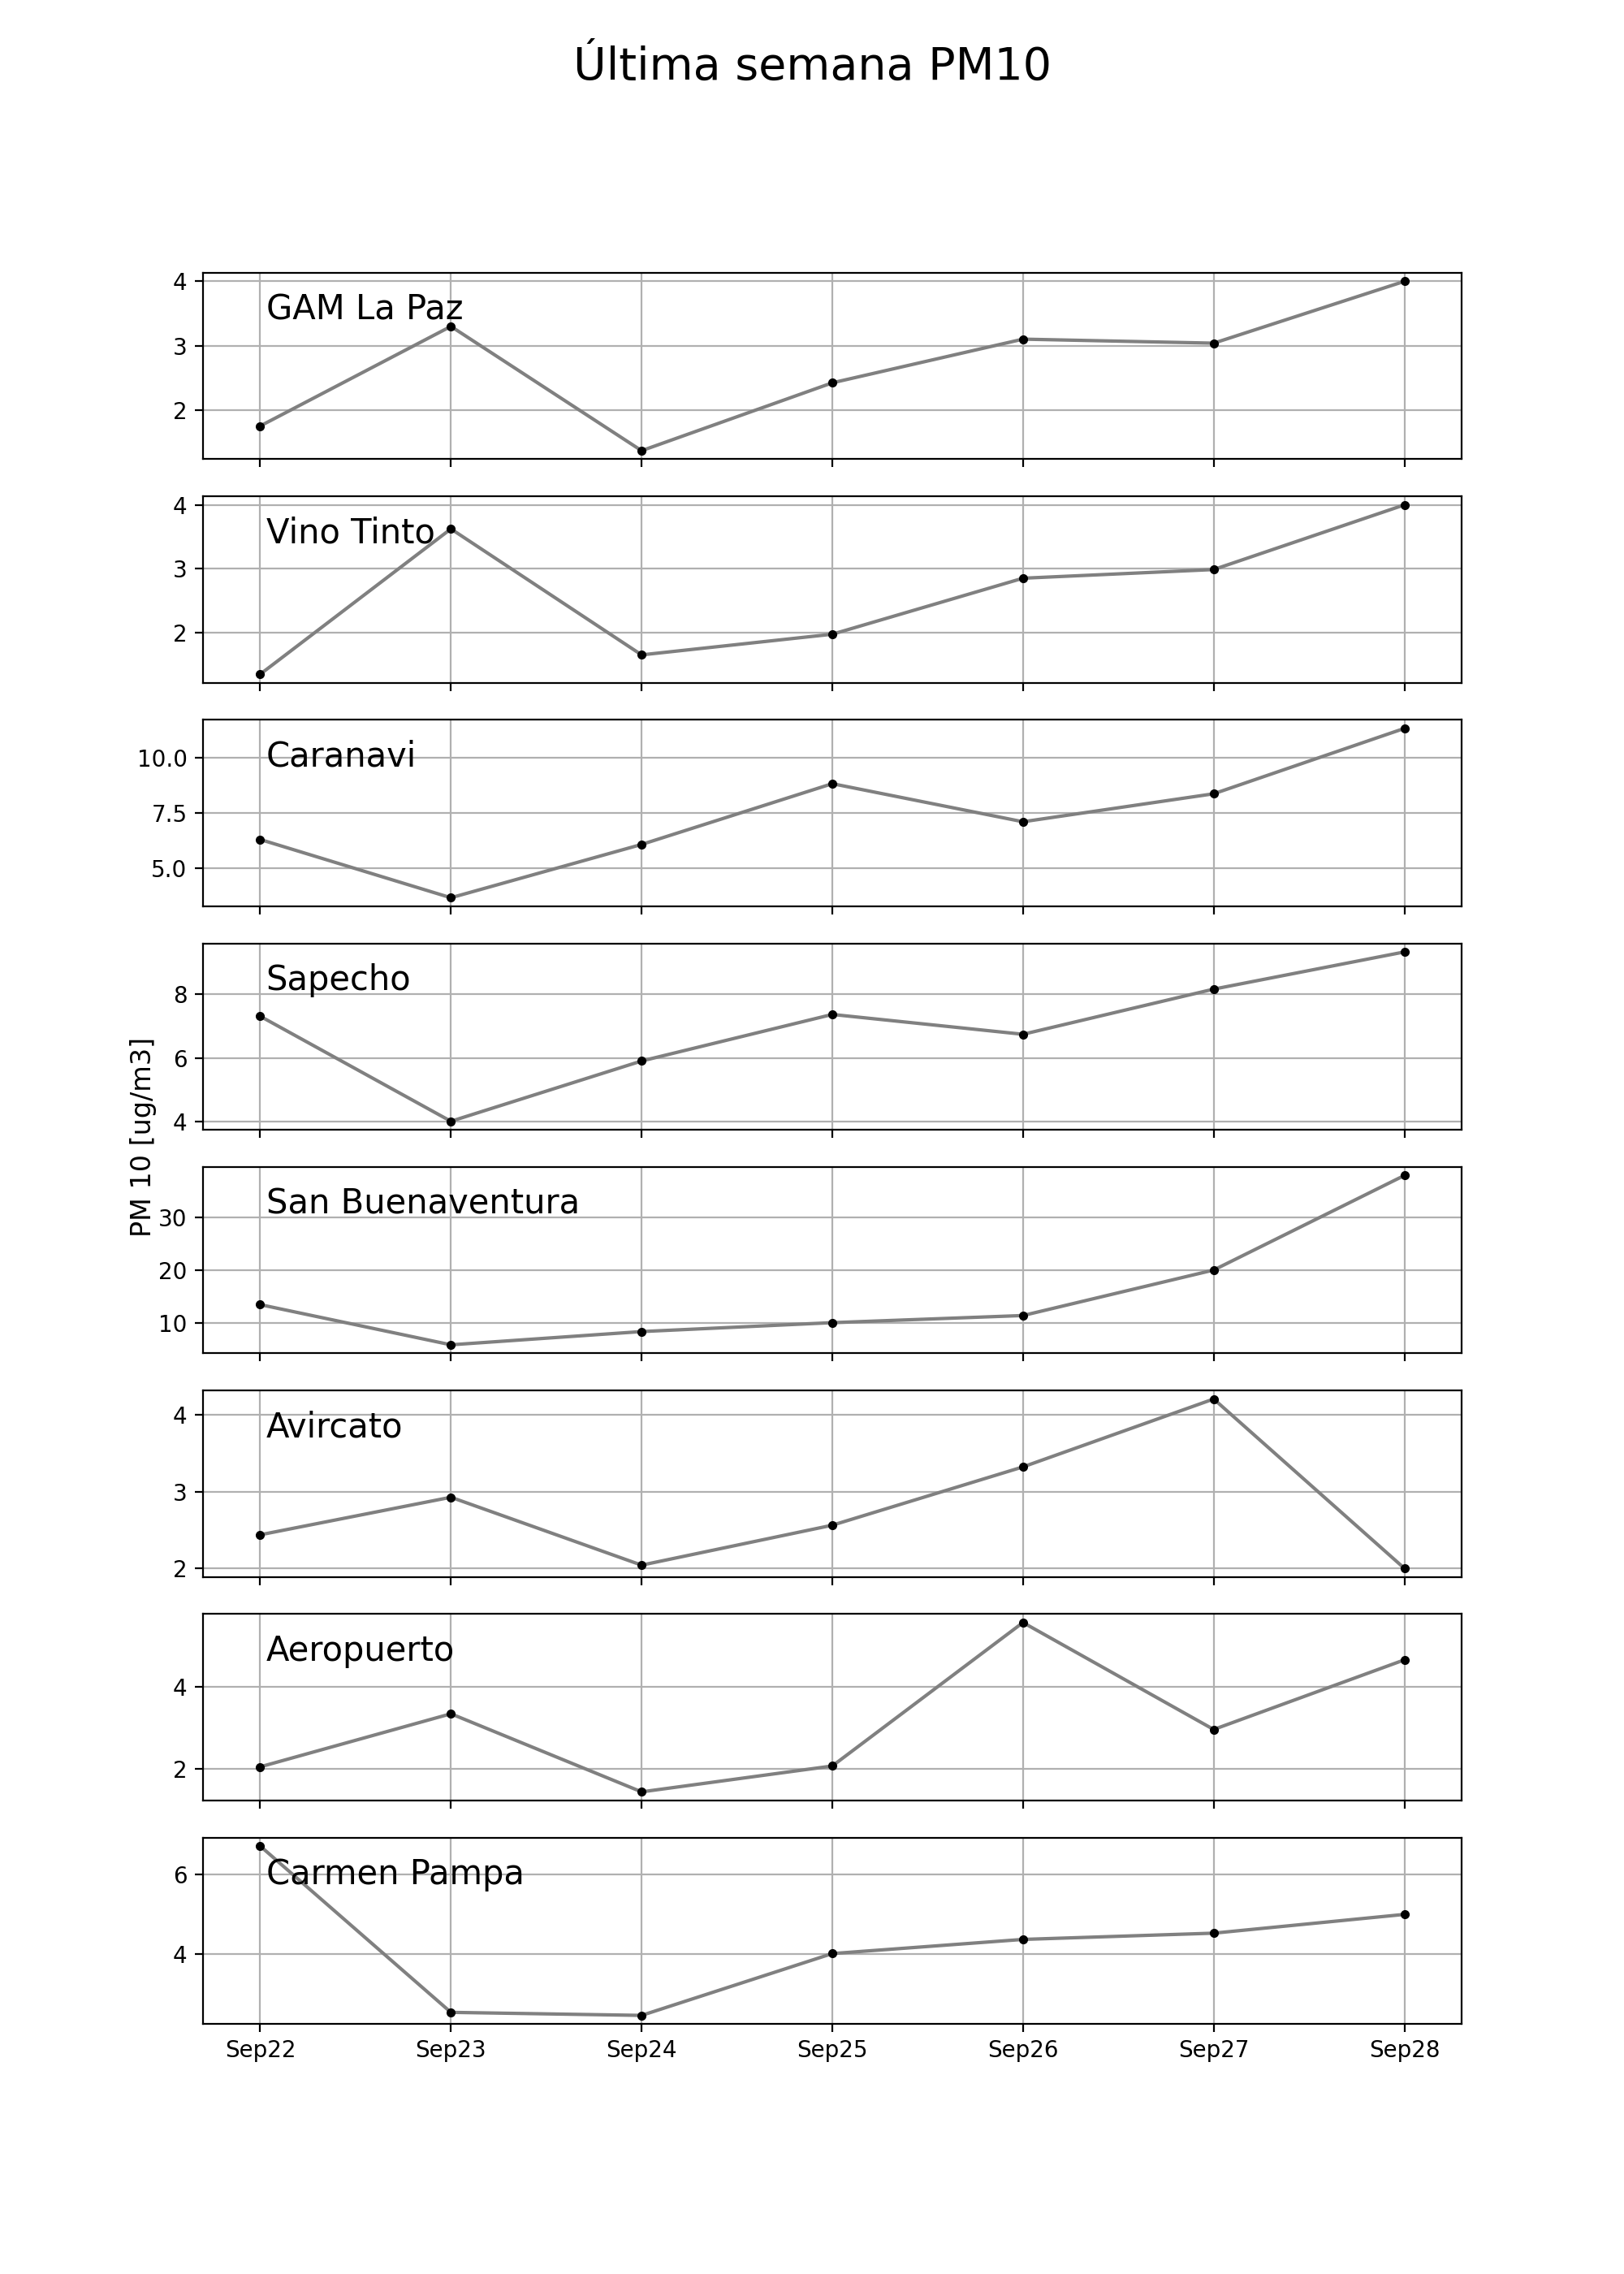 Última semana PM10
4
GAM La Paz
3
2
4
Vino Tinto
3
2
10.0
Caranavi
7.5
5.0
Sapecho
8
6
4
PM 10 [ug/m3]
San Buenaventura
30
20
10
4
Avircato
3
2
Aeropuerto
4
2
6
Carmen Pampa
4
Sep22 Sep23 Sep24 Sep25 Sep26 Sep27 Sep28